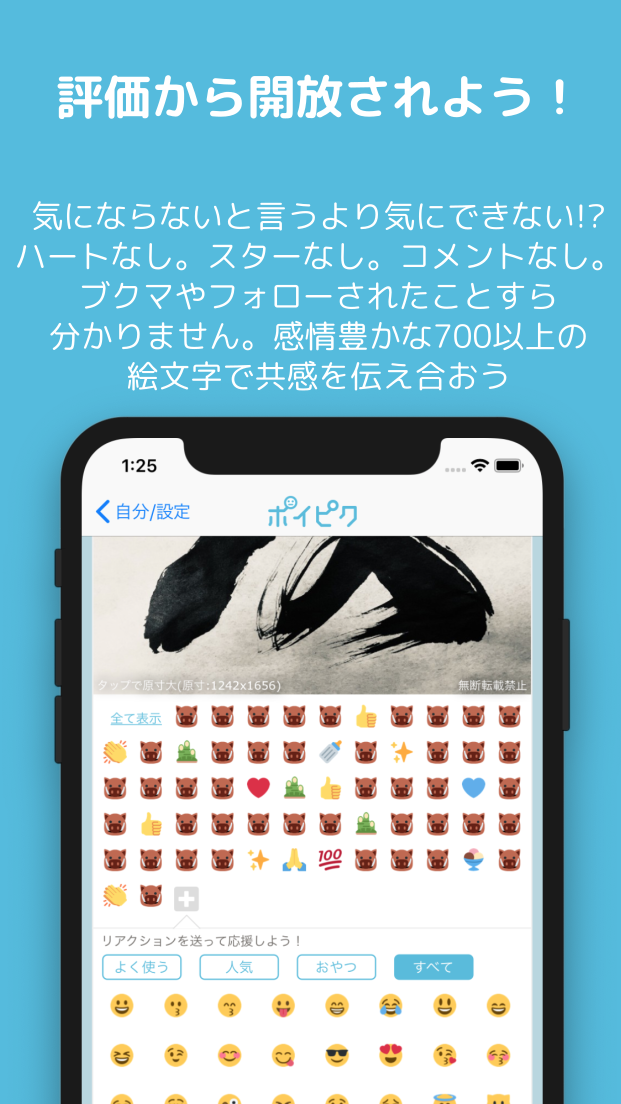 評価から開放されよう！
気にならないと言うより気にできない!?
ハートなし。スターなし。コメントなし。
ブクマやフォローされたことすら
分かりません。感情豊かな700以上の
絵文字で共感を伝え合おう
1:25
自分/設定
ポイピク
タップで原寸大(原寸:1242x1656)
無断転載禁止
全て表示
リアクションを送って応援しよう！
よく使う
人気
おやつ
すべて